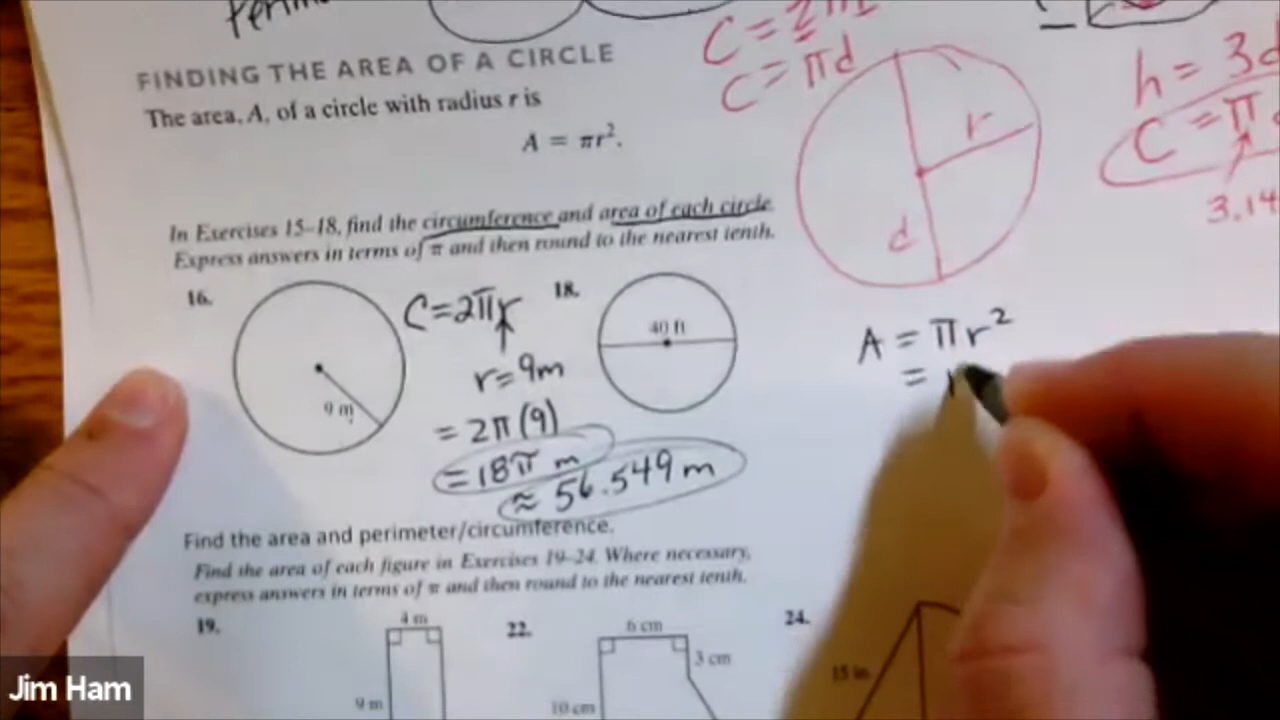 FINDING THE AREA OF A CIRCLE
The area, A, of a circle with radius r is
A = πr².
C = 2πr
C = πd
r
d
h = 3d
C = π
3.14
In Exercises 15–18, find the circumference and area of each circle.
Express answers in terms of π and then round to the nearest tenth.
16.
9 m
C = 2πr
r = 9m
= 2π(9)
= 18π m
≈ 56.549 m
18.
40 ft
A = πr²
=
Find the area and perimeter/circumference.
Find the area of each figure in Exercises 19–24. Where necessary,
express answers in terms of π and then round to the nearest tenth.
19.
4 m
9 m
22.
6 cm
3 cm
10 cm
24.
15 in.
Jim Ham